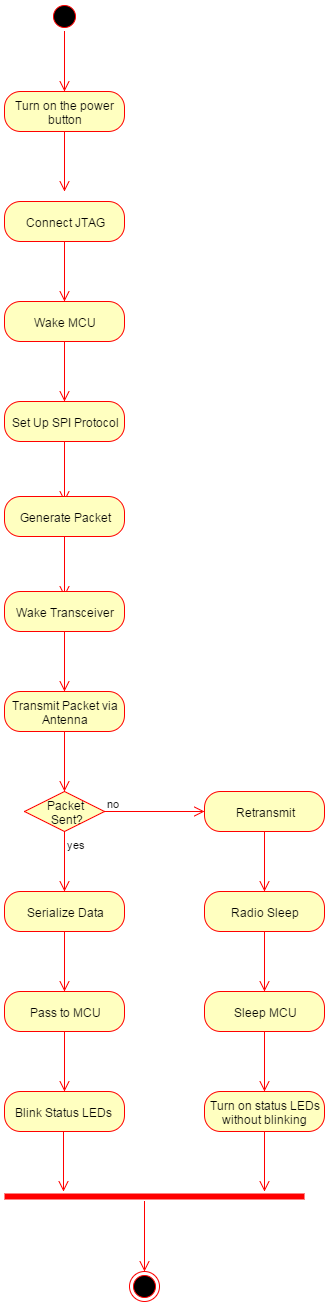 Turn on the power
button
Connect JTAG
Wake MCU
Set Up SPI Protocol
Generate Packet
Wake Transceiver
Transmit Packet via
Antenna
Packet
Sent?
no
yes
Retransmit
Serialize Data
Radio Sleep
Pass to MCU
Sleep MCU
Blink Status LEDs
Turn on status LEDs
without blinking